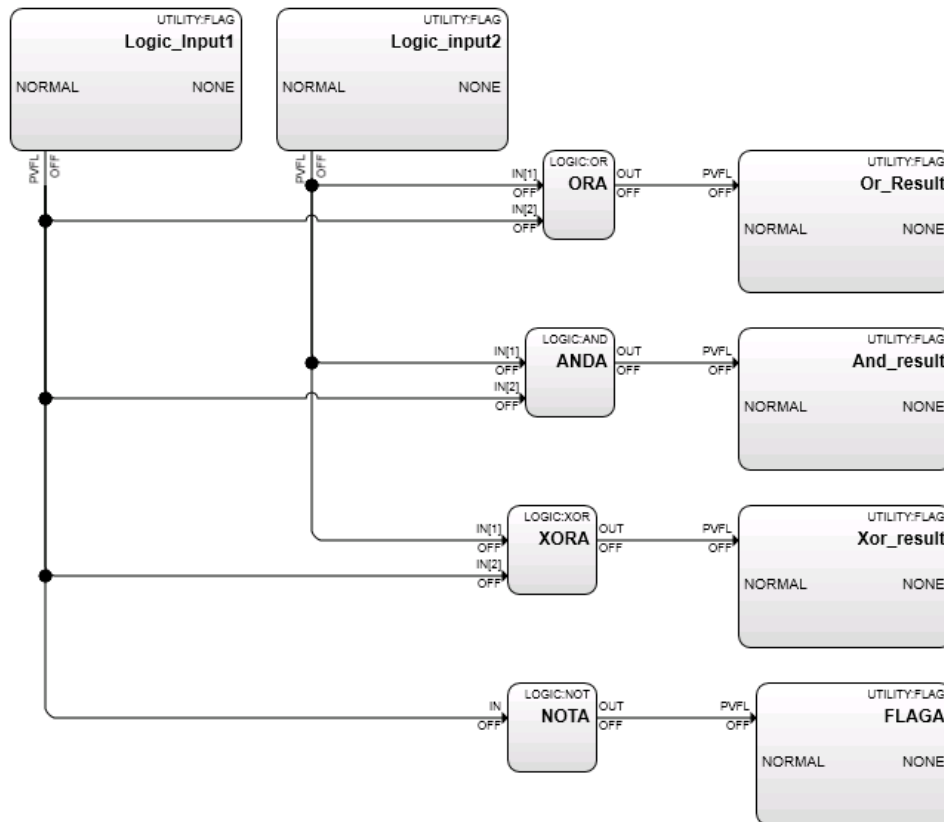 UTILITY:FLAG
Logic_Input1
NORMAL NONE
PVFL
OFF
UTILITY:FLAG
Logic_input2
NORMAL NONE
PVFL
OFF
IN[1]
OFF
IN[2]
OFF
LOGIC:OR
ORA
OUT
OFF
PVFL
OFF
UTILITY:FLAG
Or_Result
NORMAL NONE
IN[1]
OFF
IN[2]
OFF
LOGIC:AND
ANDA
OUT
OFF
PVFL
OFF
UTILITY:FLAG
And_result
NORMAL NONE
IN[1]
OFF
IN[2]
OFF
LOGIC:XOR
XORA
OUT
OFF
PVFL
OFF
UTILITY:FLAG
Xor_result
NORMAL NONE
IN
OFF
LOGIC:NOT
NOTA
OUT
OFF
PVFL
OFF
UTILITY:FLAG
FLAGA
NORMAL NONE